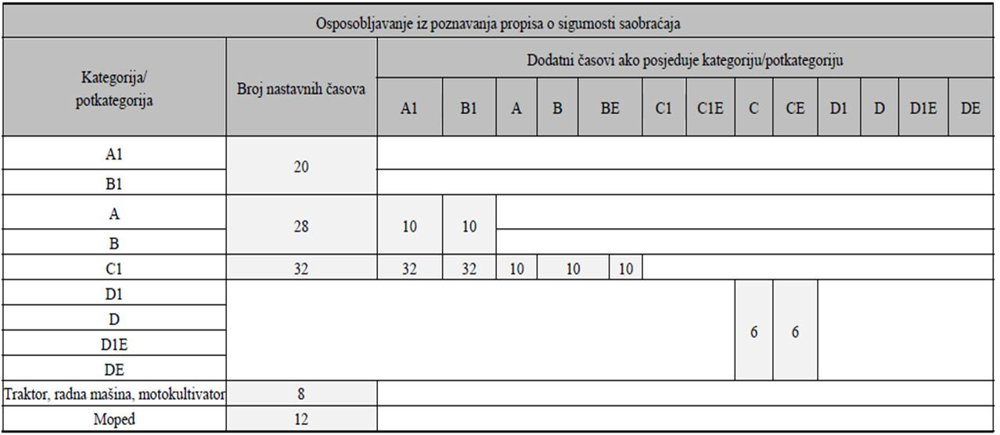 Osposobljavanje iz poznavanja propisa o sigurnosti saobraćaja
Kategorija/
potkategorija
Broj nastavnih časova
Dodatni časovi ako posjeduje kategoriju/potkategoriju
A1 B1 A B BE C1 C1E C CE D1 D D1E DE
A1
20
B1
A
28 10 10
B
C1 32 32 32 10 10 10
D1
D
6 6
D1E
DE
Traktor, radna mašina, motokultivator 8
Moped 12